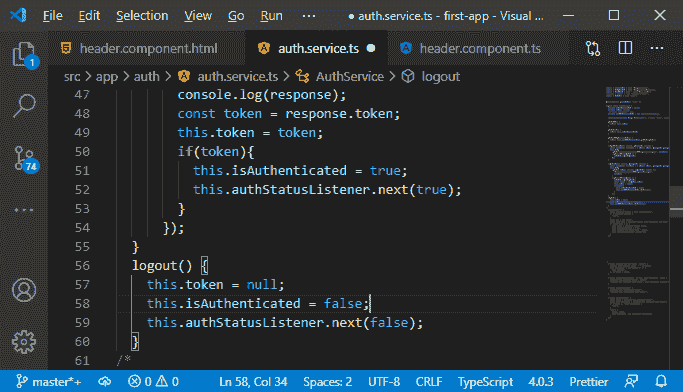 File Edit Selection View Go Run ··· ● auth.service.ts - first-app - Visual ...
header.component.html auth.service.ts ● header.component.ts ···
src > app > auth > auth.service.ts > AuthService > logout
47 console.log(response);
48 const token = response.token;
49 this.token = token;
50 if(token){
51 this.isAuthenticated = true;
52 this.authStatusListener.next(true);
53 }
54 });
55 }
56 logout() {
57 this.token = null;
58 this.isAuthenticated = false;
59 this.authStatusListener.next(false);
60 }
61 /*
1
74
master*+ 0 0 Ln 58, Col 34 Spaces: 2 UTF-8 CRLF TypeScript 4.0.3 Prettier